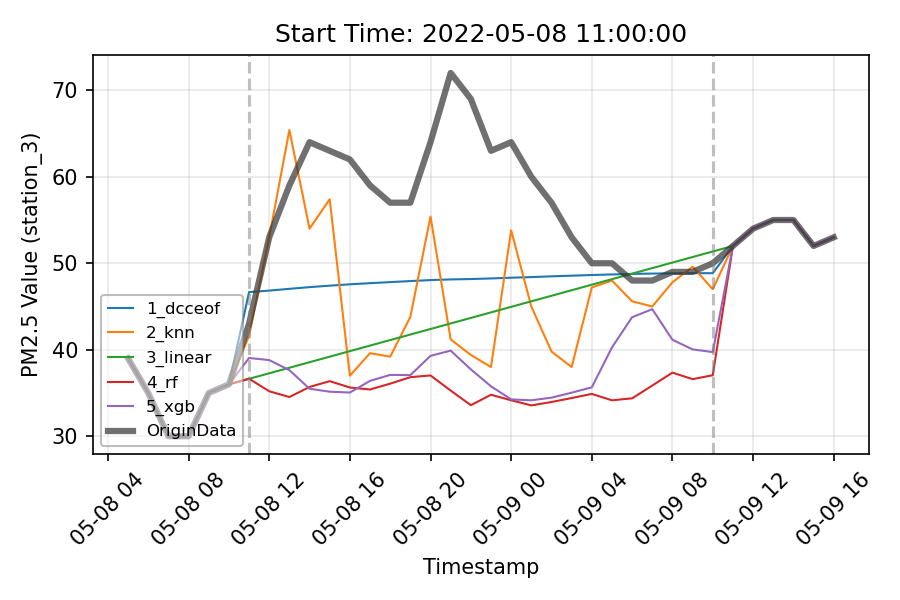 Start Time: 2022-05-08 11:00:00
PM2.5 Value (station_3)
70
60
50
40
30
1_dcceof
2_knn
3_linear
4_rf
5_xgb
OriginData
05-08 04
05-08 08
05-08 12
05-08 16
05-08 20
05-09 00
05-09 04
05-09 08
05-09 12
05-09 16
Timestamp